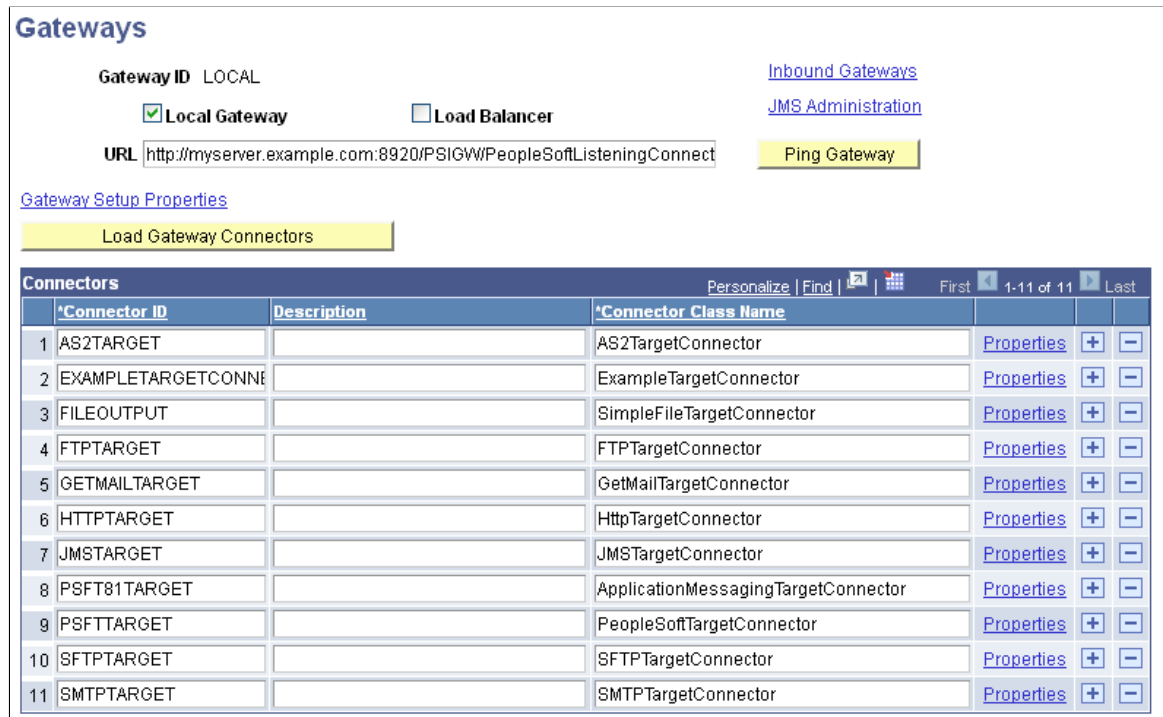 Gateways
Gateway ID LOCAL
Inbound Gateways
Local Gateway Load Balancer
JMS Administration
URL http://myserver.example.com:8920/PSIGW/PeopleSoftListeningConnect
Ping Gateway
Gateway Setup Properties
Load Gateway Connectors
Connectors Personalize | Find | | First 1-11 of 11 Last
*Connector ID Description *Connector Class Name
1 AS2TARGET AS2TargetConnector Properties + −
2 EXAMPLETARGETCONNE ExampleTargetConnector Properties + −
3 FILEOUTPUT SimpleFileTargetConnector Properties + −
4 FTPTARGET FTPTargetConnector Properties + −
5 GETMAILTARGET GetMailTargetConnector Properties + −
6 HTTPTARGET HttpTargetConnector Properties + −
7 JMSTARGET JMSTargetConnector Properties + −
8 PSFT81TARGET ApplicationMessagingTargetConnector Properties + −
9 PSFTTARGET PeopleSoftTargetConnector Properties + −
10 SFTPTARGET SFTPTargetConnector Properties + −
11 SMTPTARGET SMTPTargetConnector Properties + −